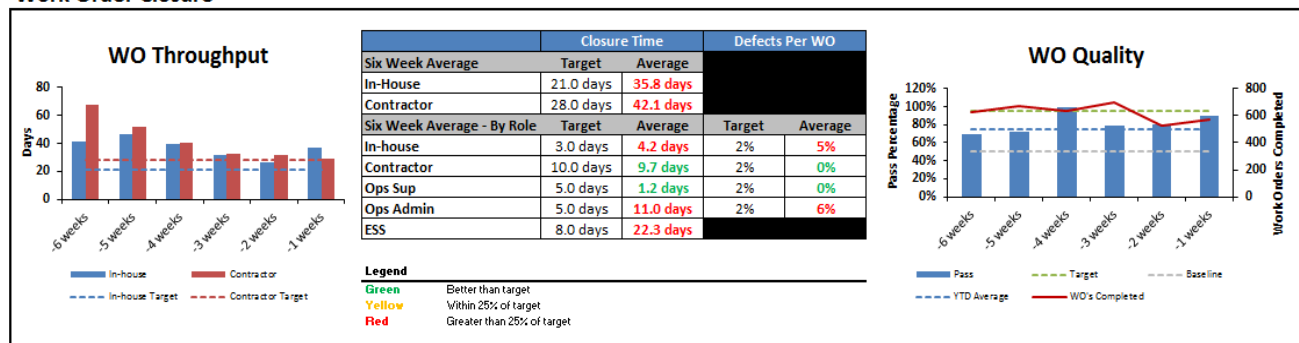 WO Throughput
80
60
40
20
0
Days
-6 weeks
-5 weeks
-4 weeks
-3 weeks
-2 weeks
-1 weeks
In-house
Contractor
In-house Target
Contractor Target
Closure Time Defects Per WO
Six Week Average Target Average
In-House 21.0 days 35.8 days
Contractor 28.0 days 42.1 days
Six Week Average - By Role Target Average Target Average
In-house 3.0 days 4.2 days 2% 5%
Contractor 10.0 days 9.7 days 2% 0%
Ops Sup 5.0 days 1.2 days 2% 0%
Ops Admin 5.0 days 11.0 days 2% 6%
ESS 8.0 days 22.3 days
Legend
Green Better than target
Yellow Within 25% of target
Red Greater than 25% of target
WO Quality
120%
100%
80%
60%
40%
20%
0%
Pass Percentage
800
600
400
200
0
Work Orders Completed
-6 weeks
-5 weeks
-4 weeks
-3 weeks
-2 weeks
-1 weeks
Pass
Target
Baseline
YTD Average
WO's Completed